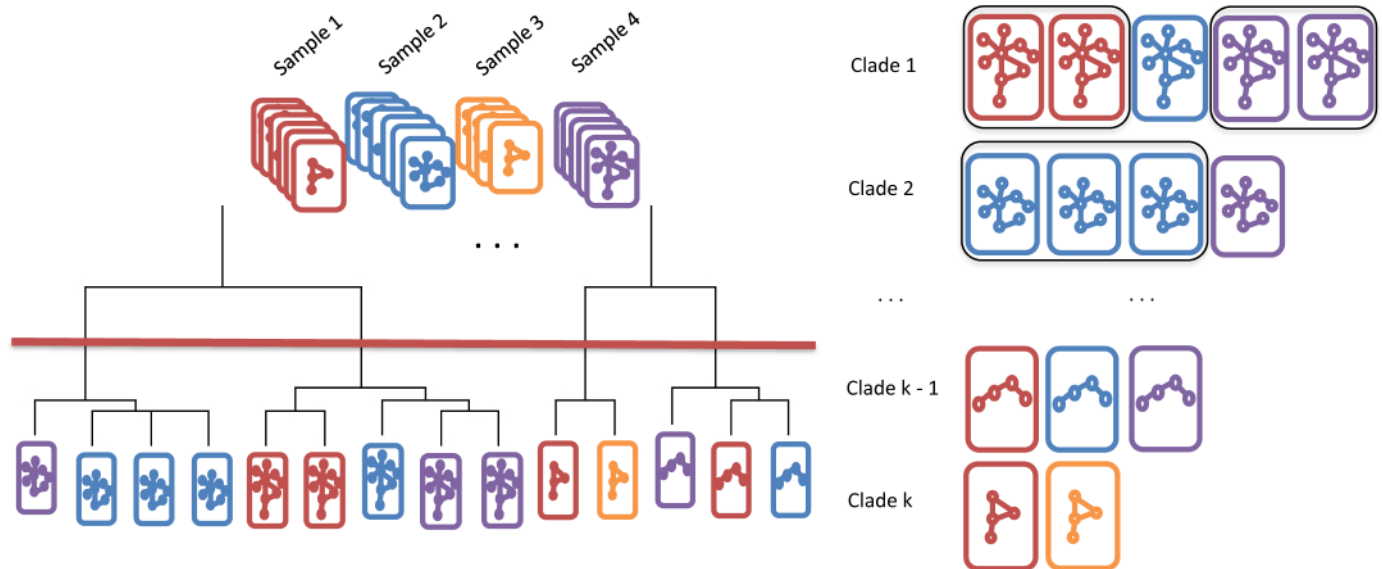 Sample 1
Sample 2
Sample 3
Sample 4
. . .
Clade 1
Clade 2
. . .
. . .
Clade k - 1
Clade k